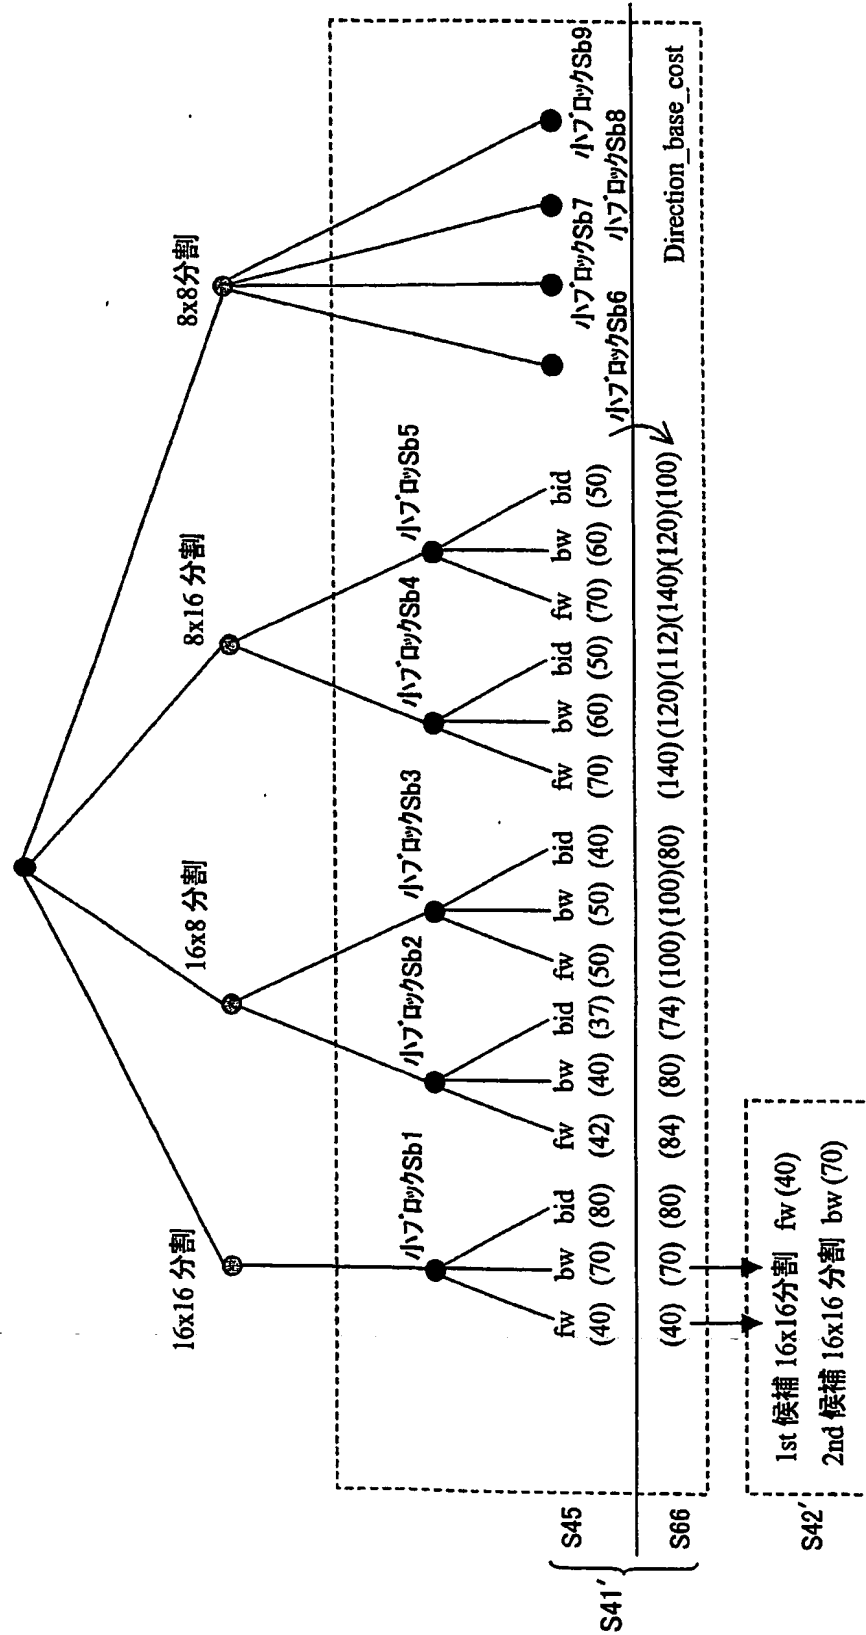 16x16 分割
16x8 分割
8x16 分割
8x8分割
小ブロックSb1
小ブロックSb2
小ブロックSb3
小ブロックSb4
小ブロッSb5
小ブロックSb6
小ブロックSb7
小ブロックSb8
小ブロックSb9
fw bw bid fw bw bid fw bw bid fw bw bid fw bw bid
S45 (40) (70) (80) (42) (40) (37) (50) (50) (40) (70) (60) (50) (70) (60) (50)
S66 (40) (70) (80) (84) (80) (74) (100) (100)(80) (140) (120)(112)(140)(120)(100) Direction_base_cost
S41′
S42′
1st 候補 16x16分割 fw (40)
2nd 候補 16x16 分割 bw (70)